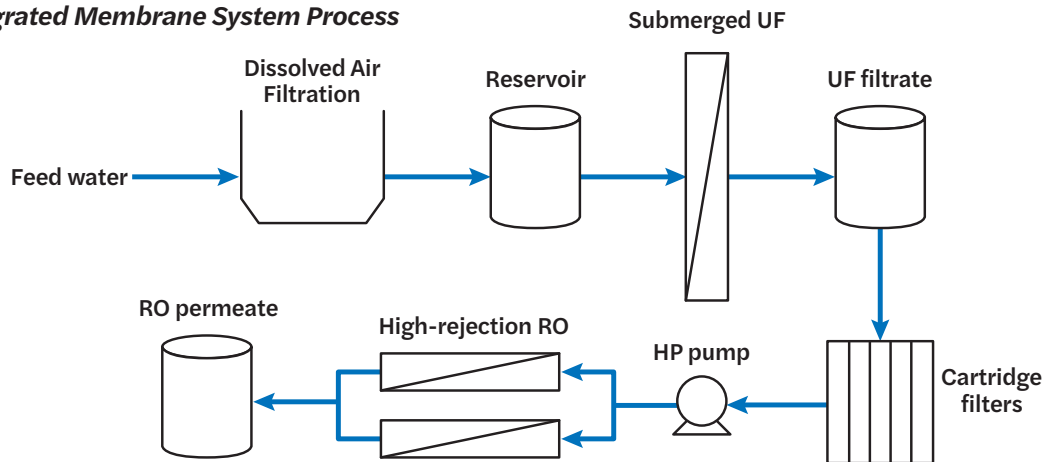 grated Membrane System Process
Submerged UF
Dissolved Air
Filtration
Reservoir
UF filtrate
Feed water
RO permeate
High-rejection RO
HP pump
Cartridge
filters